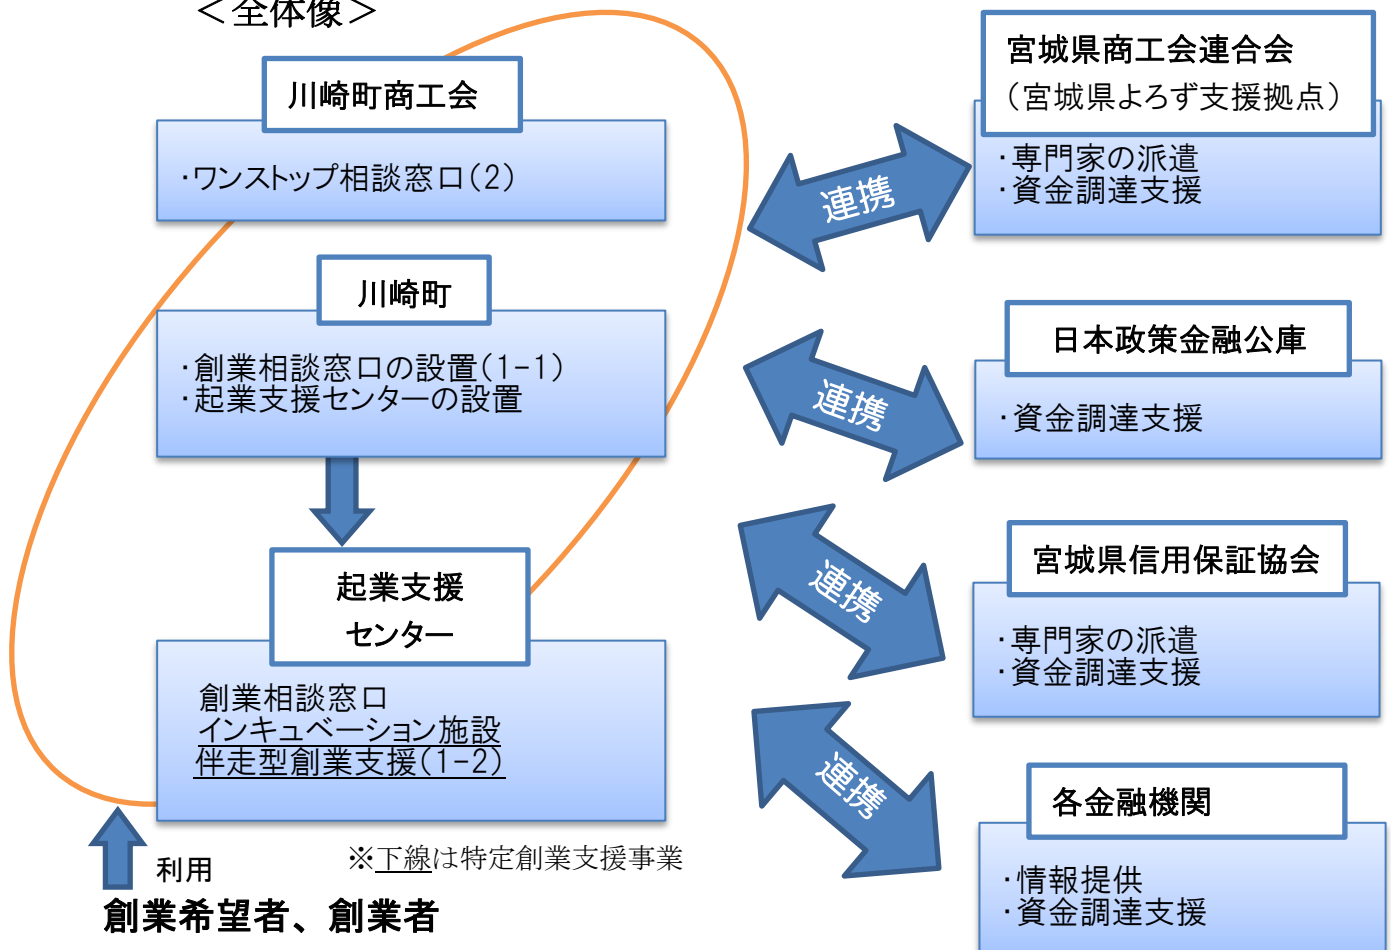 ＜全体像＞
川崎町商工会
・ワンストップ相談窓口（2）
川崎町
・創業相談窓口の設置（1-1）
・起業支援センターの設置
起業支援
センター
創業相談窓口
インキュベーション施設
伴走型創業支援（1-2）
利用
※下線は特定創業支援事業
創業希望者、創業者
連携
連携
連携
連携
宮城県商工会連合会
（宮城県よろず支援拠点）
・専門家の派遣
・資金調達支援
日本政策金融公庫
・資金調達支援
宮城県信用保証協会
・専門家の派遣
・資金調達支援
各金融機関
・情報提供
・資金調達支援